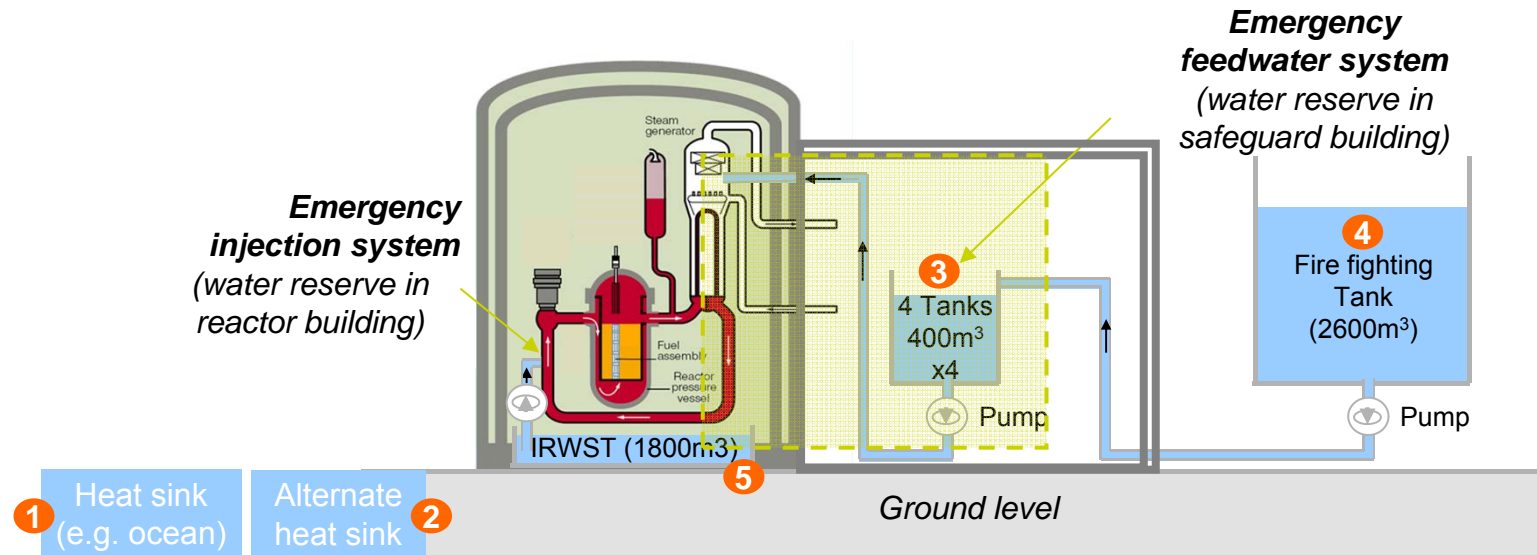 Emergency
feedwater system
(water reserve in
safeguard building)
Steam
generator
Emergency
injection system
(water reserve in
reactor building)
4
Fire fighting
Tank
(2600m³)
3
4 Tanks
400m³
x4
Fuel
assembly
Reactor
pressure
vessel
Pump
Pump
IRWST (1800m3)
5
1
Heat sink
(e.g. ocean)
Alternate
heat sink
2
Ground level